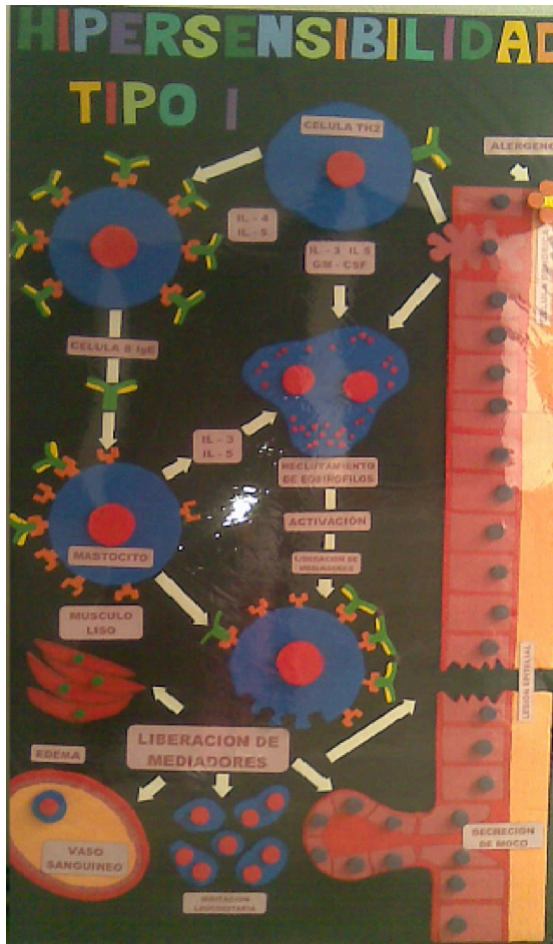 HIPERSENSIBILIDAD
TIPO I
CELULA TH2
ALERGENO
IL - 4
IL - 5
IL - 3 IL 5
GM - CSF
CELULA B IgE
IL - 3
IL - 5
RECLUTAMIENTO
DE EOSINOFILOS
ACTIVACIÓN
MASTOCITO
LIBERACION DE
MEDIADORES
MUSCULO
LISO
LESION EPITELIAL
LIBERACION DE
MEDIADORES
EDEMA
VASO
SANGUINEO
SECRECION
DE MOCO
LEUCOCITARIA